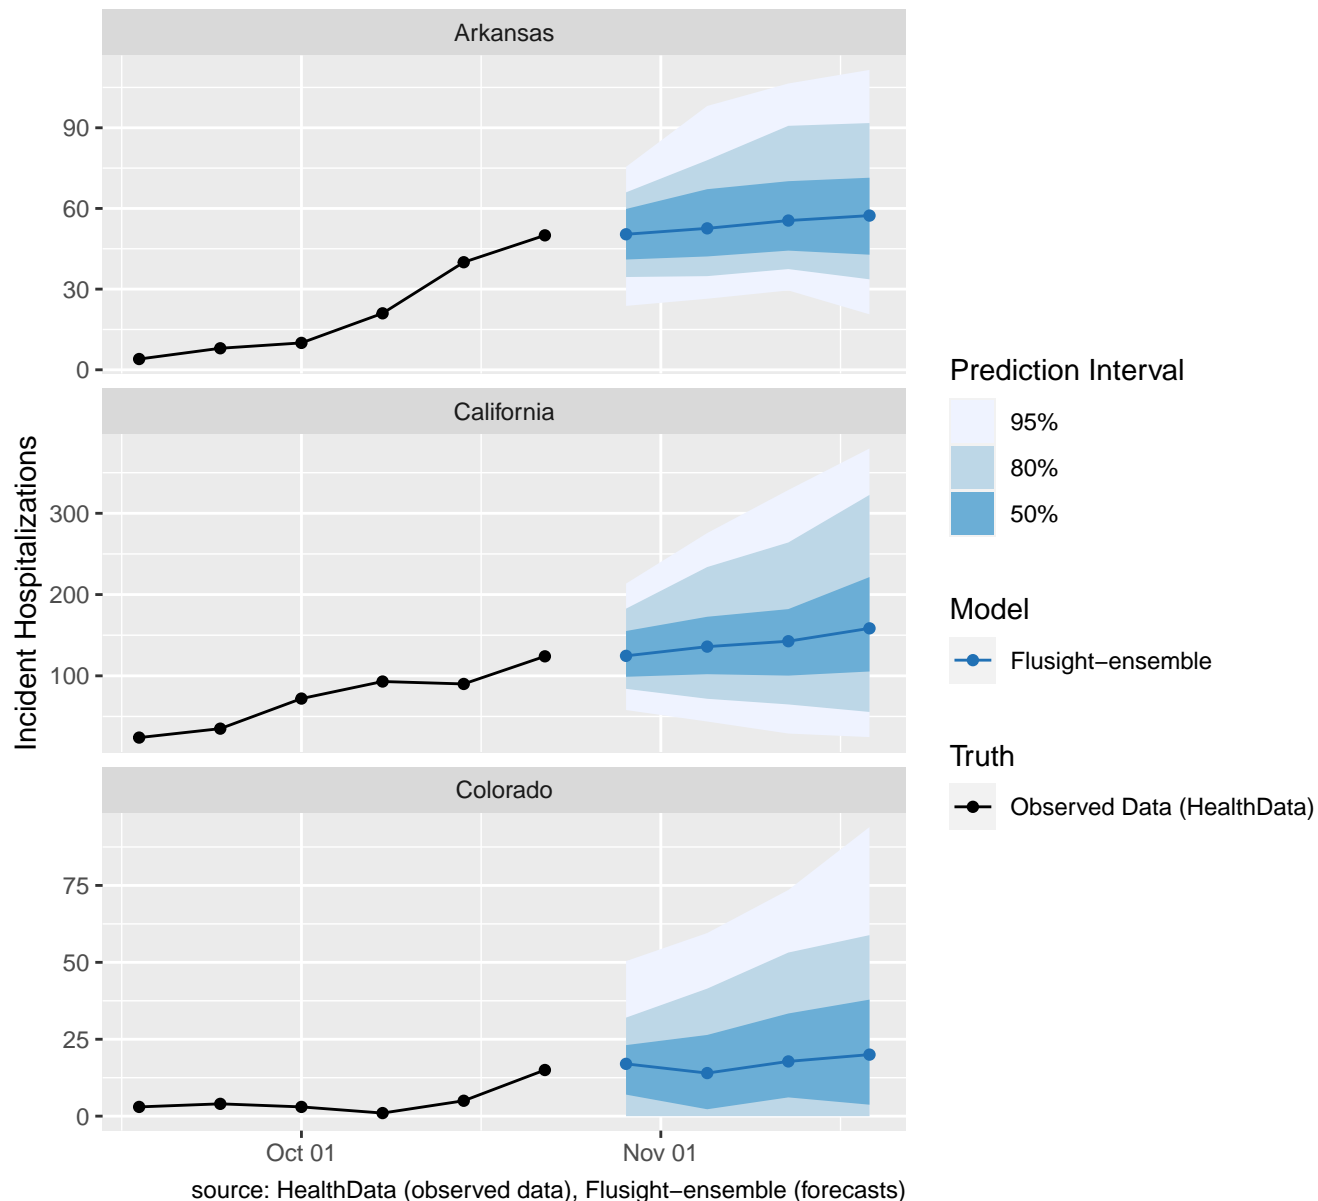 Arkansas
90
60
30
0
California
300
200
100
Colorado
75
50
25
0
Oct 01
Nov 01
Incident Hospitalizations
source: HealthData (observed data), Flusight−ensemble (forecasts)
Prediction Interval
95%
80%
50%
Model
Flusight−ensemble
Truth
Observed Data (HealthData)